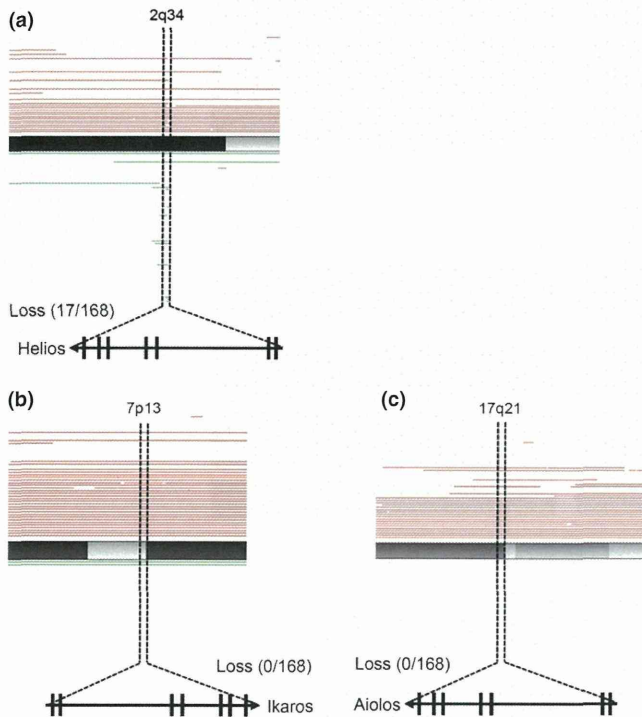 (a)
2q34
Loss (17/168)
Helios
(b)
7p13
Loss (0/168)
Ikaros
(c)
17q21
Loss (0/168)
Aiolos